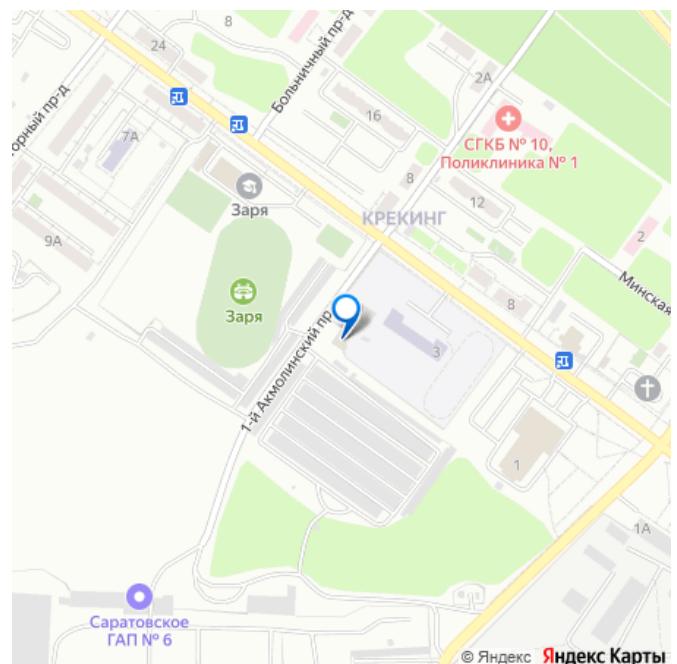 8
24
Больничный пр-д
2А
16
орный пр-д
7А
СГКБ № 10,
Поликлиника № 1
8
Заря
12
КРЕКИНГ
9А
2
Минская
Заря
8
1-й Акмолинский пр
3
1
1А
Саратовское
ГАП № 6
© Яндекс Яндекс Карты